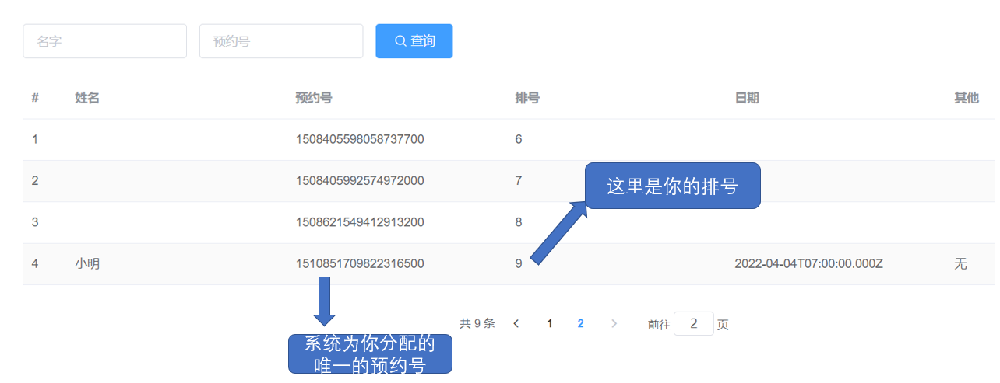 名字 预约号 查询
# 姓名 预约号 排号 日期 其他
1 1508405598058737700 6
2 1508405992574972000 7
这里是你的排号
3 1508621549412913200 8
4 小明 1510851709822316500 9 2022-04-04T07:00:00.000Z 无
共 9 条 1 2 前往 2 页
系统为你分配的
唯一的预约号